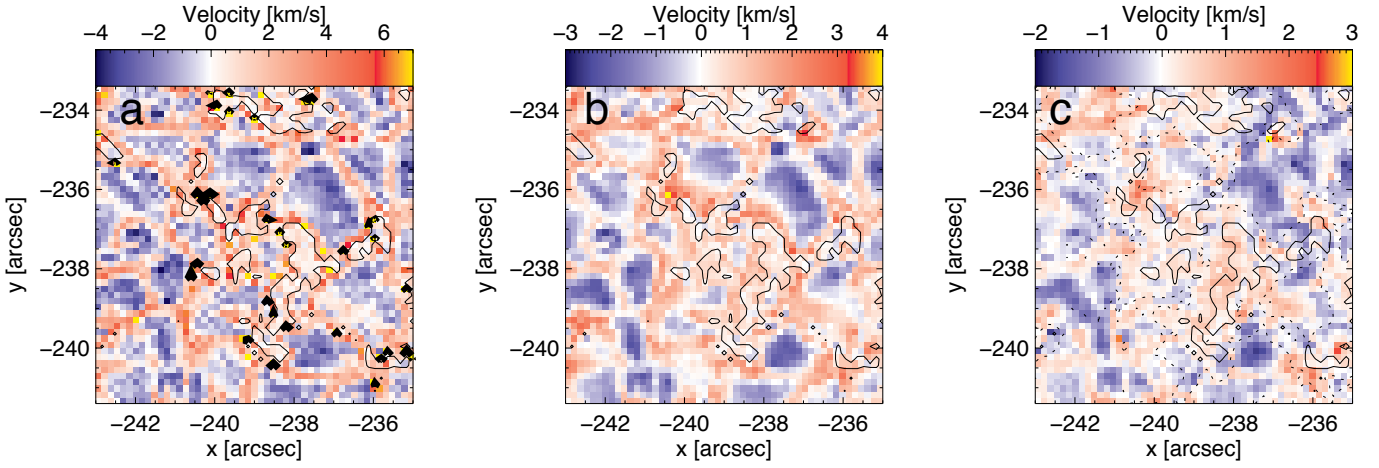 Velocity [km/s] Velocity [km/s] Velocity [km/s]
−4 −2 0 2 4 6 −3 −2 −1 0 1 2 3 4 −2 −1 0 1 2 3
a b c
−234 −234 −234
−236 −236 −236
y [arcsec] y [arcsec] y [arcsec]
−238 −238 −238
−240 −240 −240
−242 −240 −238 −236 −242 −240 −238 −236 −242 −240 −238 −236
x [arcsec] x [arcsec] x [arcsec]